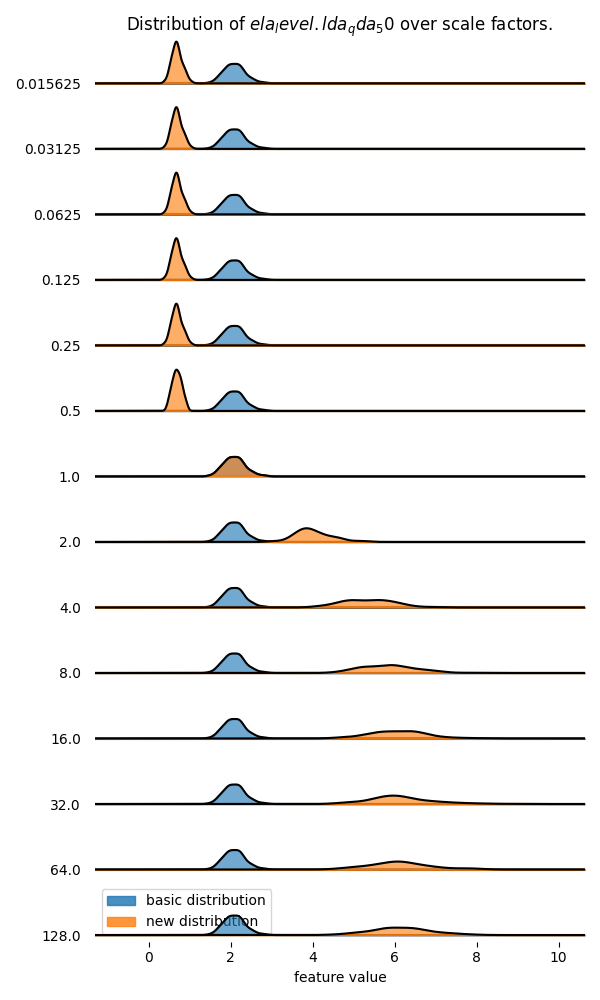 Distribution of ela_level.lda_qda_50 over scale factors.
0.015625
0.03125
0.0625
0.125
0.25
0.5
1.0
2.0
4.0
8.0
16.0
32.0
64.0
basic distribution
new distribution
128.0
0 2 4 6 8 10
feature value